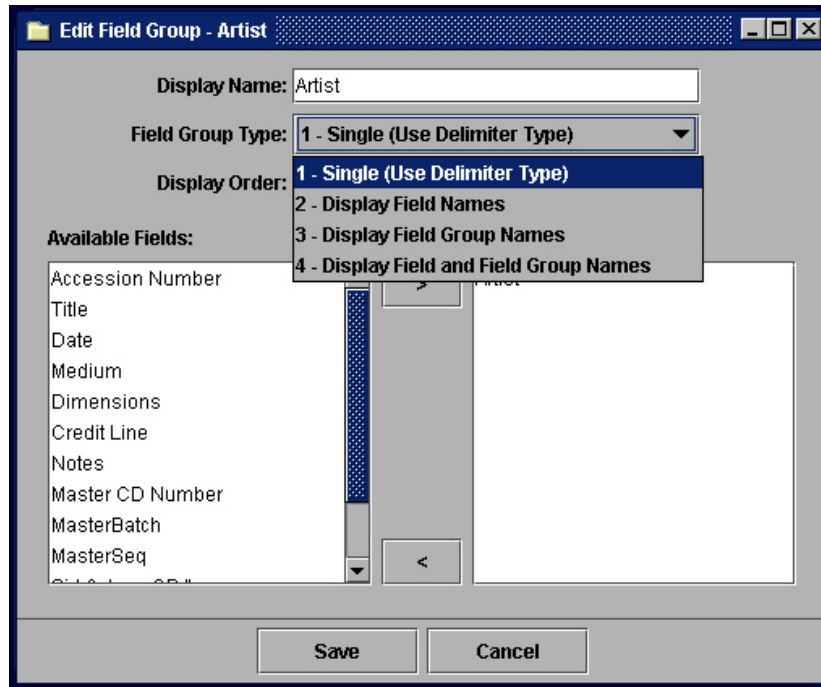 Edit Field Group - Artist
Display Name: Artist
Field Group Type: 1 - Single (Use Delimiter Type)
Display Order:
1 - Single (Use Delimiter Type)
2 - Display Field Names
3 - Display Field Group Names
4 - Display Field and Field Group Names
Available Fields:
Accession Number
Title
Date
Medium
Dimensions
Credit Line
Notes
Master CD Number
MasterBatch
MasterSeq
>
Artist
<
Save
Cancel